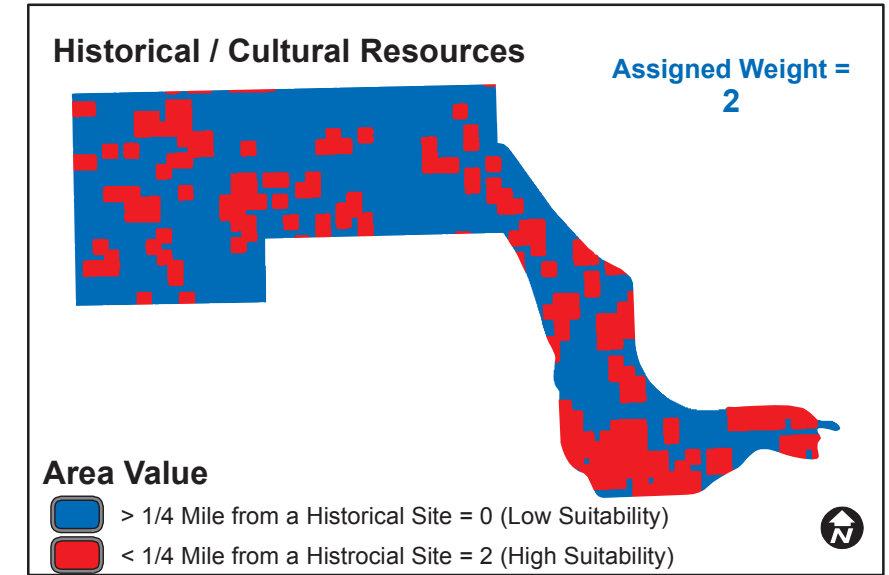 Historical / Cultural Resources
Assigned Weight =
2
Area Value
> 1/4 Mile from a Historical Site = 0 (Low Suitability)
< 1/4 Mile from a Histrocial Site = 2 (High Suitability)
N